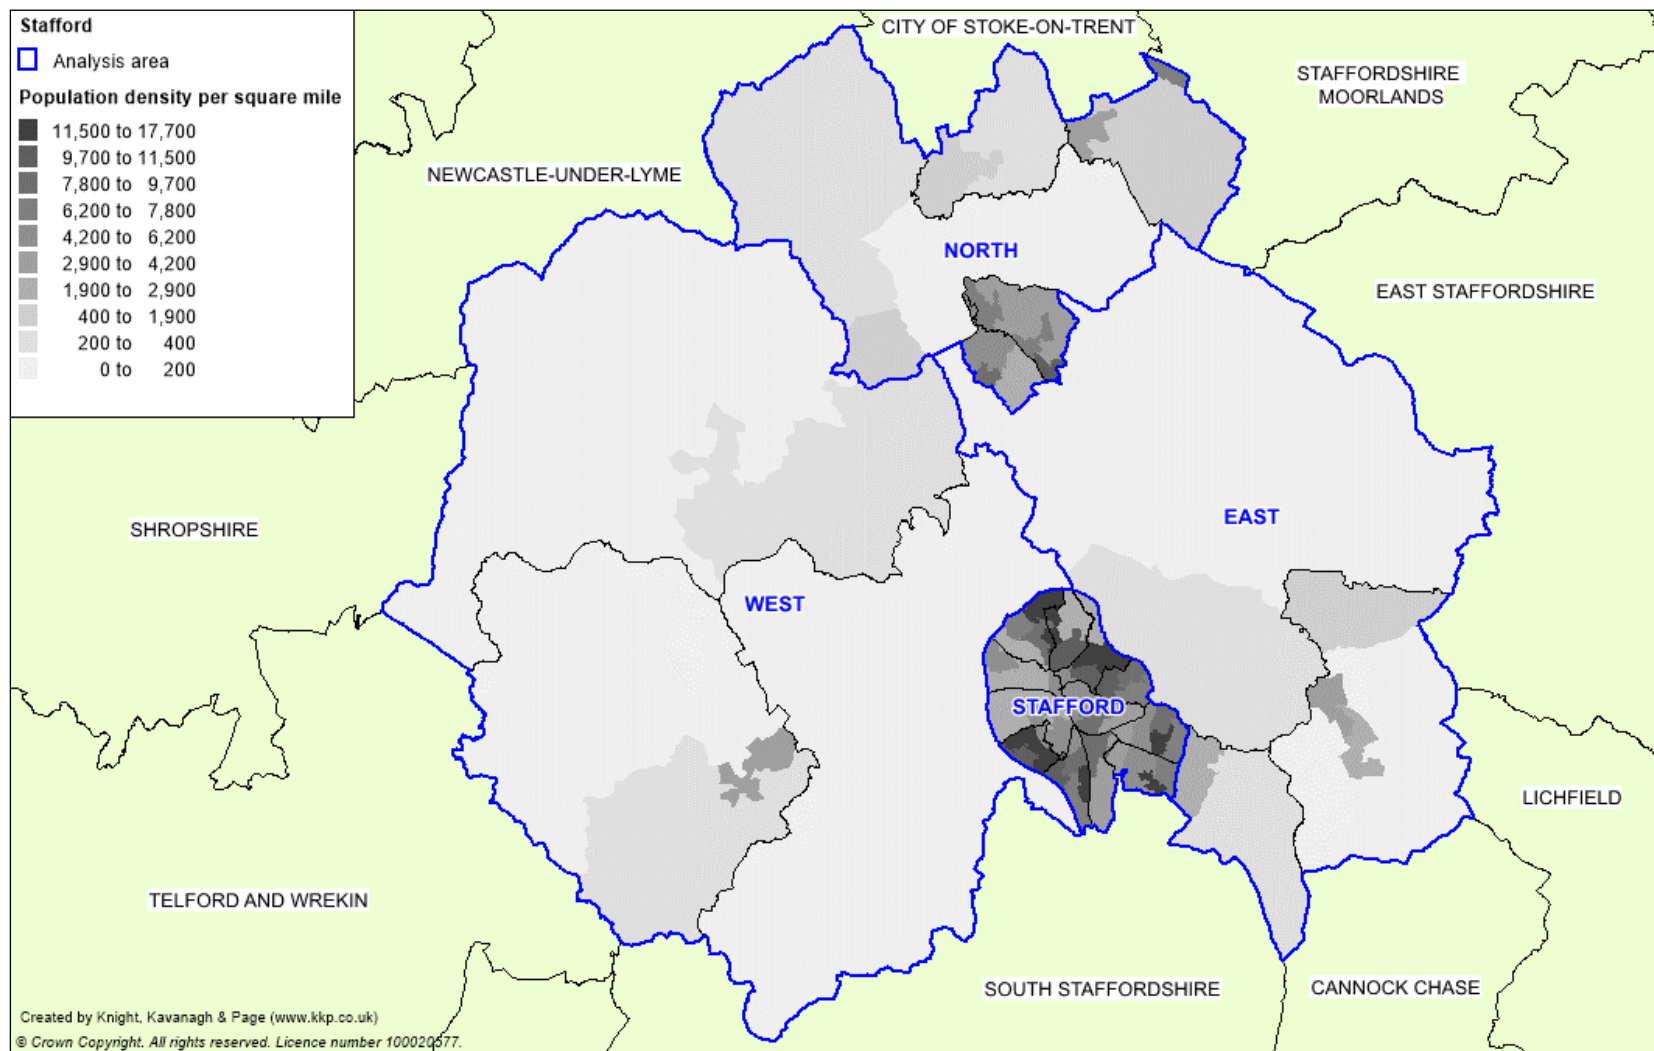 Stafford
Analysis area
Population density per square mile
11,500 to 17,700
9,700 to 11,500
7,800 to 9,700
6,200 to 7,800
4,200 to 6,200
2,900 to 4,200
1,900 to 2,900
400 to 1,900
200 to 400
0 to 200
CITY OF STOKE-ON-TRENT
STAFFORDSHIRE
MOORLANDS
NEWCASTLE-UNDER-LYME
NORTH
EAST STAFFORDSHIRE
SHROPSHIRE
EAST
WEST
STAFFORD
LICHFIELD
TELFORD AND WREKIN
SOUTH STAFFORDSHIRE
CANNOCK CHASE
Created by Knight, Kavanagh & Page (www.kkp.co.uk)
© Crown Copyright. All rights reserved. Licence number 100020577.